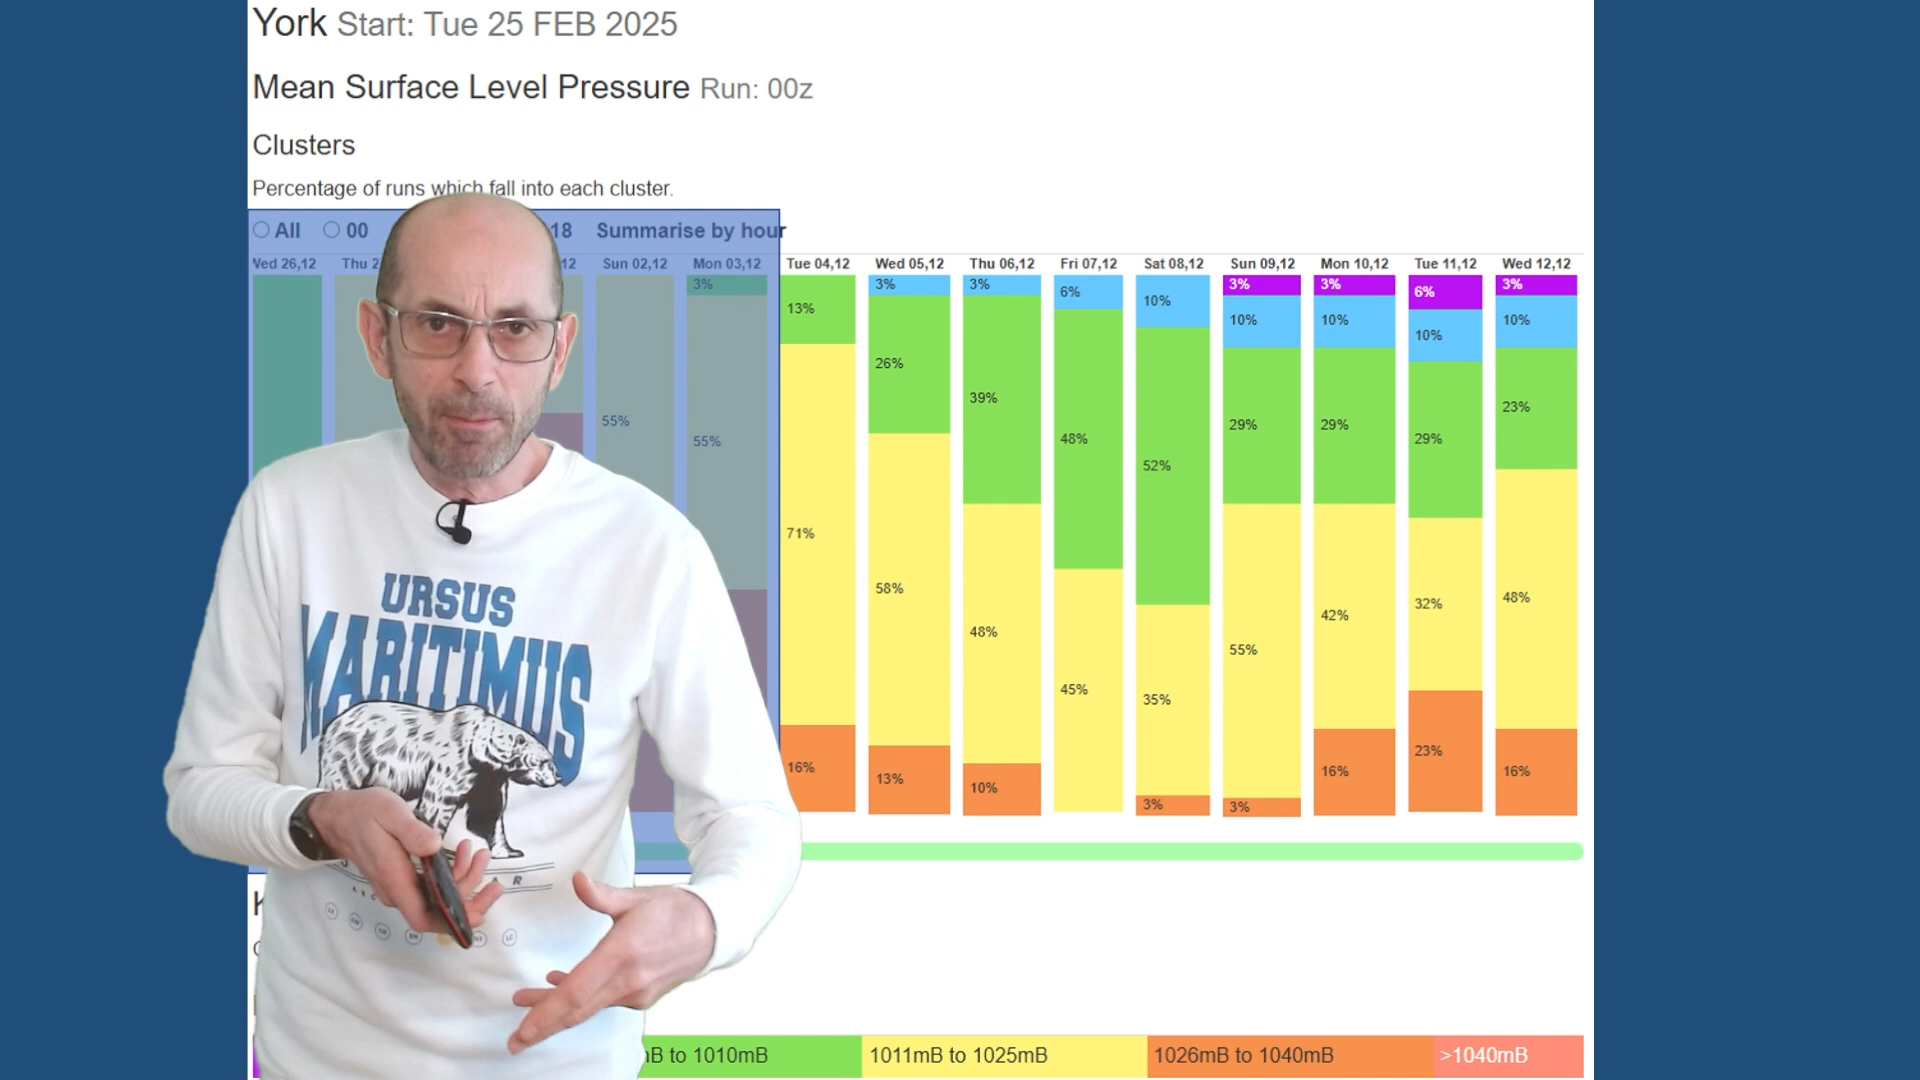 York Start: Tue 25 FEB 2025
Mean Surface Level Pressure Run: 00z
Clusters
Percentage of runs which fall into each cluster.
All 00 18 Summarise by hour
Wed 26,12 Thu 2 12 Sun 02,12 Mon 03,12 Tue 04,12 Wed 05,12 Thu 06,12 Fri 07,12 Sat 08,12 Sun 09,12 Mon 10,12 Tue 11,12 Wed 12,12
3% 3% 3% 6% 10% 3% 3% 6% 3%
13% 10% 10% 10% 10%
26% 39% 48% 52% 29% 29% 29% 23%
55% 55%
71% 58% 48% 45% 35% 55% 42% 32% 48%
16% 13% 10% 3% 3% 16% 23% 16%
URSUS
MARITIMUS
A R
K
mB to 1010mB 1011mB to 1025mB 1026mB to 1040mB >1040mB